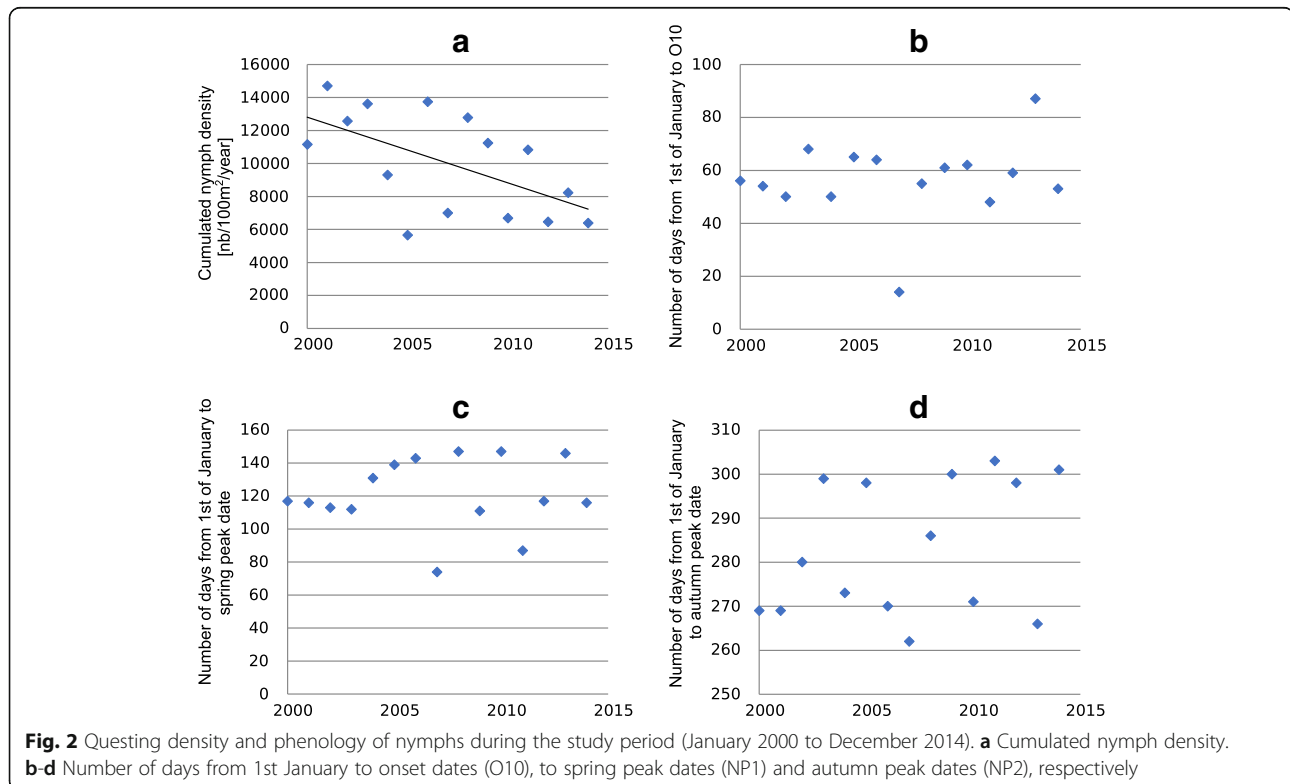 a
16000
14000
12000
10000
8000
6000
4000
2000
0
Cumulated nymph density
[nb/100m²/year]
2000 2005 2010 2015
b
100
80
60
40
20
0
Number of days from 1st of January to O10
2000 2005 2010 2015
c
160
140
120
100
80
60
40
20
0
Number of days from 1st of January to
spring peak date
2000 2005 2010 2015
d
310
300
290
280
270
260
250
Number of days from 1st of January
to autumn peak date
2000 2005 2010 2015
Fig. 2 Questing density and phenology of nymphs during the study period (January 2000 to December 2014). a Cumulated nymph density.
b-d Number of days from 1st January to onset dates (O10), to spring peak dates (NP1) and autumn peak dates (NP2), respectively